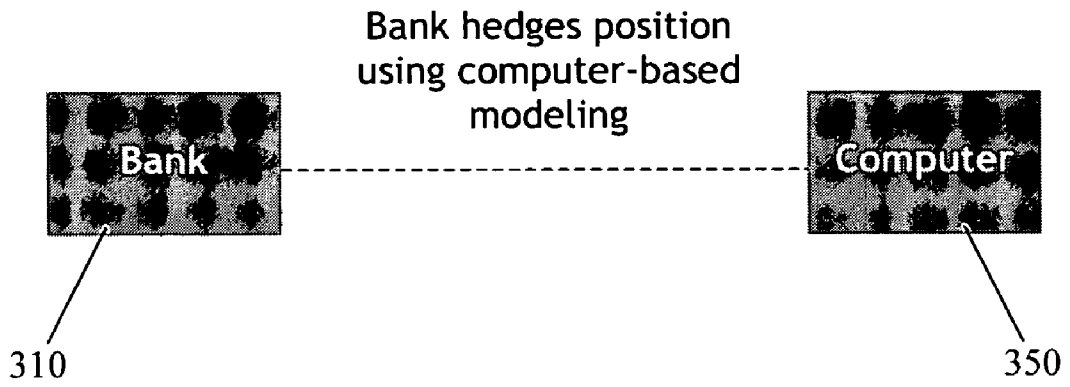 Bank hedges position
using computer-based
modeling
Bank
Computer
310
350